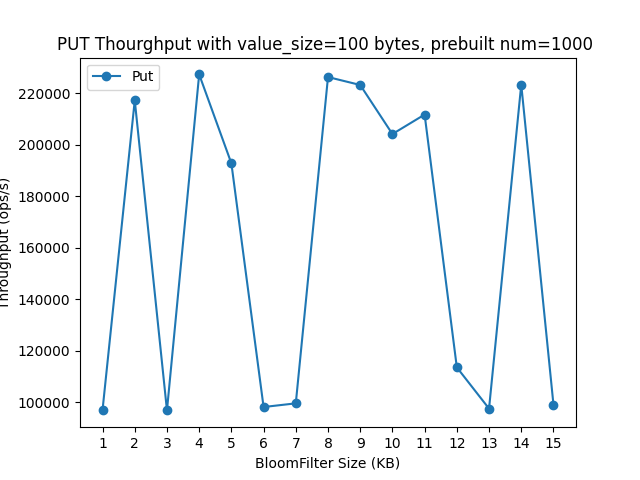 PUT Thourghput with value_size=100 bytes, prebuilt num=1000
Put
220000
200000
180000
160000
140000
120000
100000
Throughput (ops/s)
1 2 3 4 5 6 7 8 9 10 11 12 13 14 15
BloomFilter Size (KB)